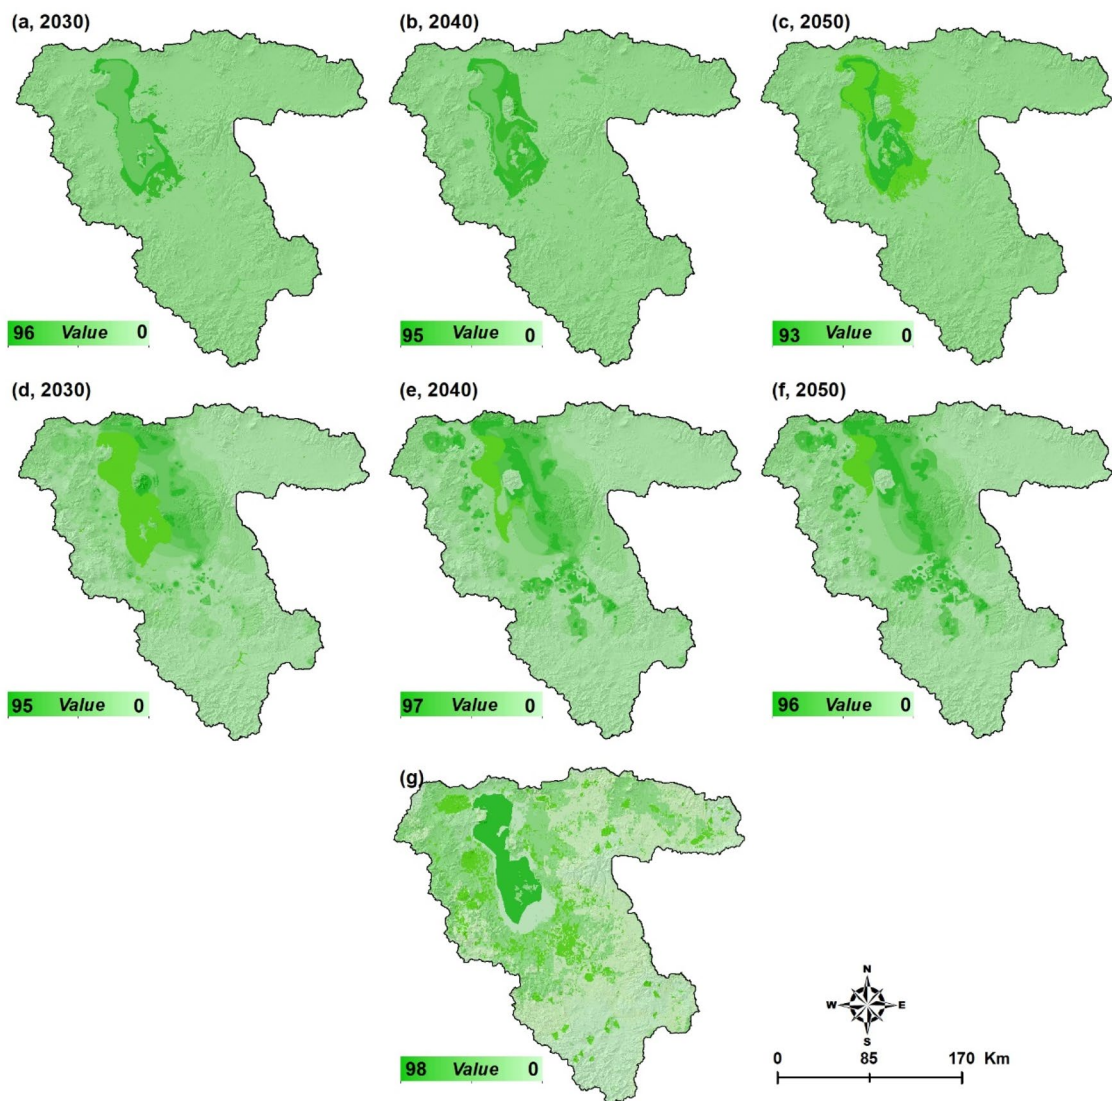 (a, 2030) (b, 2040) (c, 2050)
96 Value 0 95 Value 0 93 Value 0
(d, 2030) (e, 2040) (f, 2050)
95 Value 0 97 Value 0 96 Value 0
(g)
N
W E
S
98 Value 0
0 85 170 Km